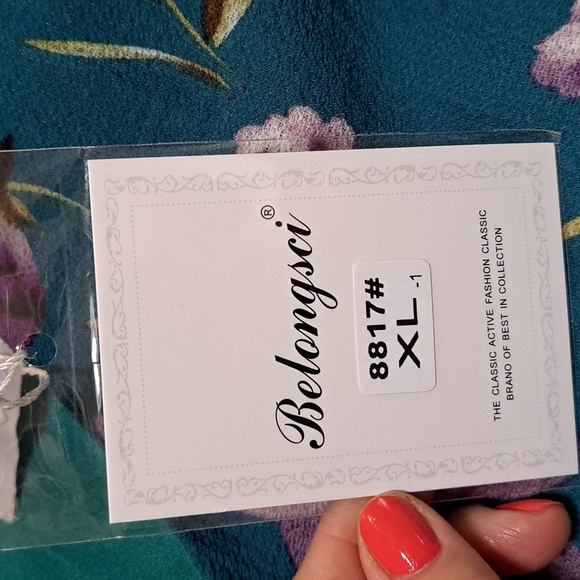 Belongsci®
8817#
XL -1
THE CLASSIC ACTIVE FASHION CLASSIC
BRANO OF BEST IN COLLECTION